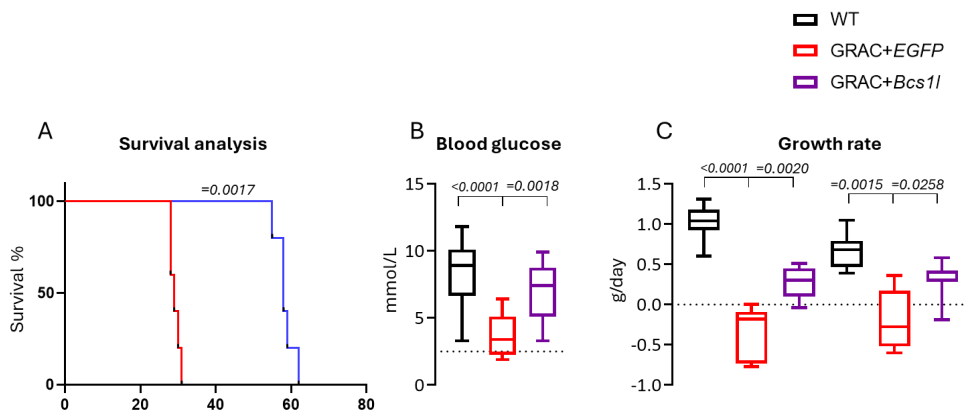 WT
GRAC+EGFP
GRAC+Bcs1l
A
Survival analysis
=0.0017
100
50
0
Survival %
0 20 40 60 80
B
Blood glucose
<0.0001 =0.0018
15
10
5
0
mmol/L
C
Growth rate
<0.0001 =0.0020
=0.0015 =0.0258
1.5
1.0
0.5
0.0
-0.5
-1.0
g/day